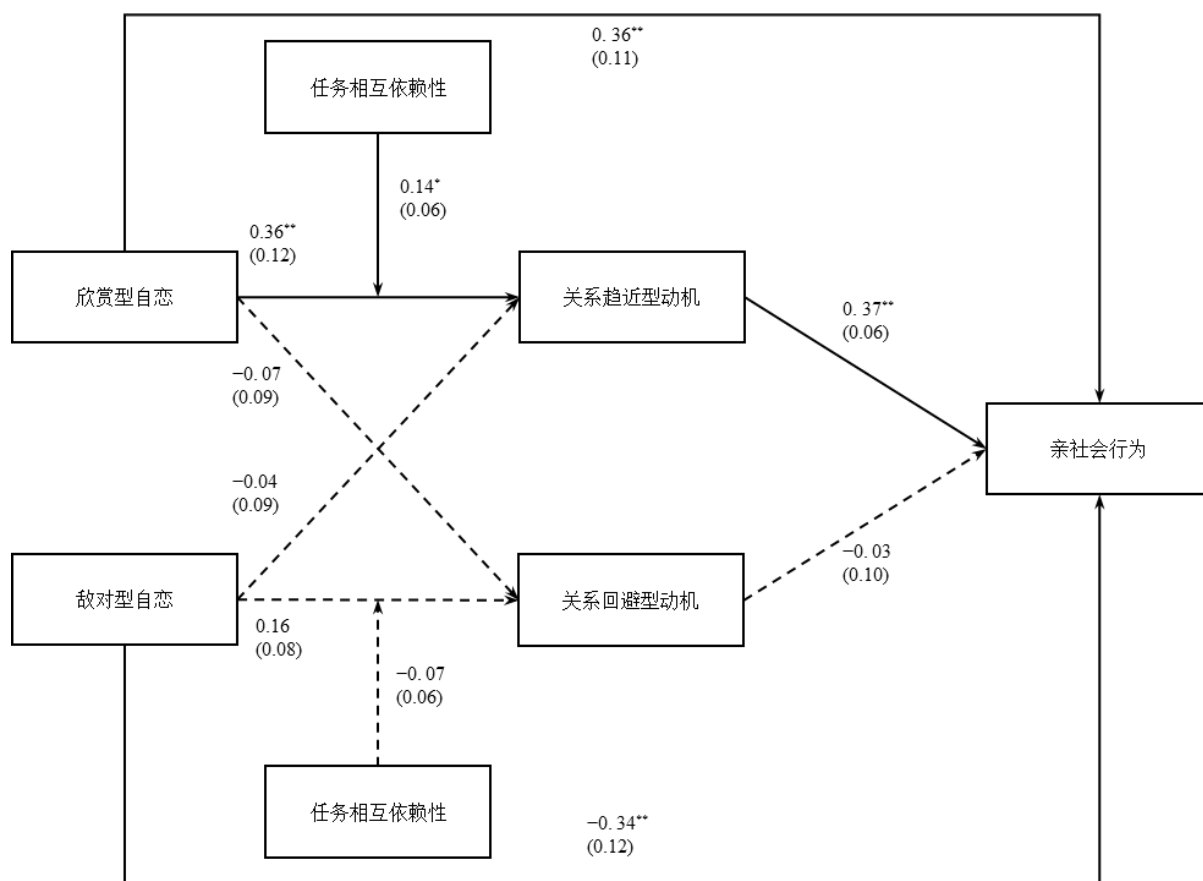 0.36**
(0.11)
任务相互依赖性
0.14*
(0.06)
0.36**
(0.12)
欣赏型自恋
关系趋近型动机
0.37**
(0.06)
−0.07
(0.09)
亲社会行为
−0.04
(0.09)
敌对型自恋
关系回避型动机
−0.03
(0.10)
0.16
(0.08)
−0.07
(0.06)
任务相互依赖性
−0.34**
(0.12)